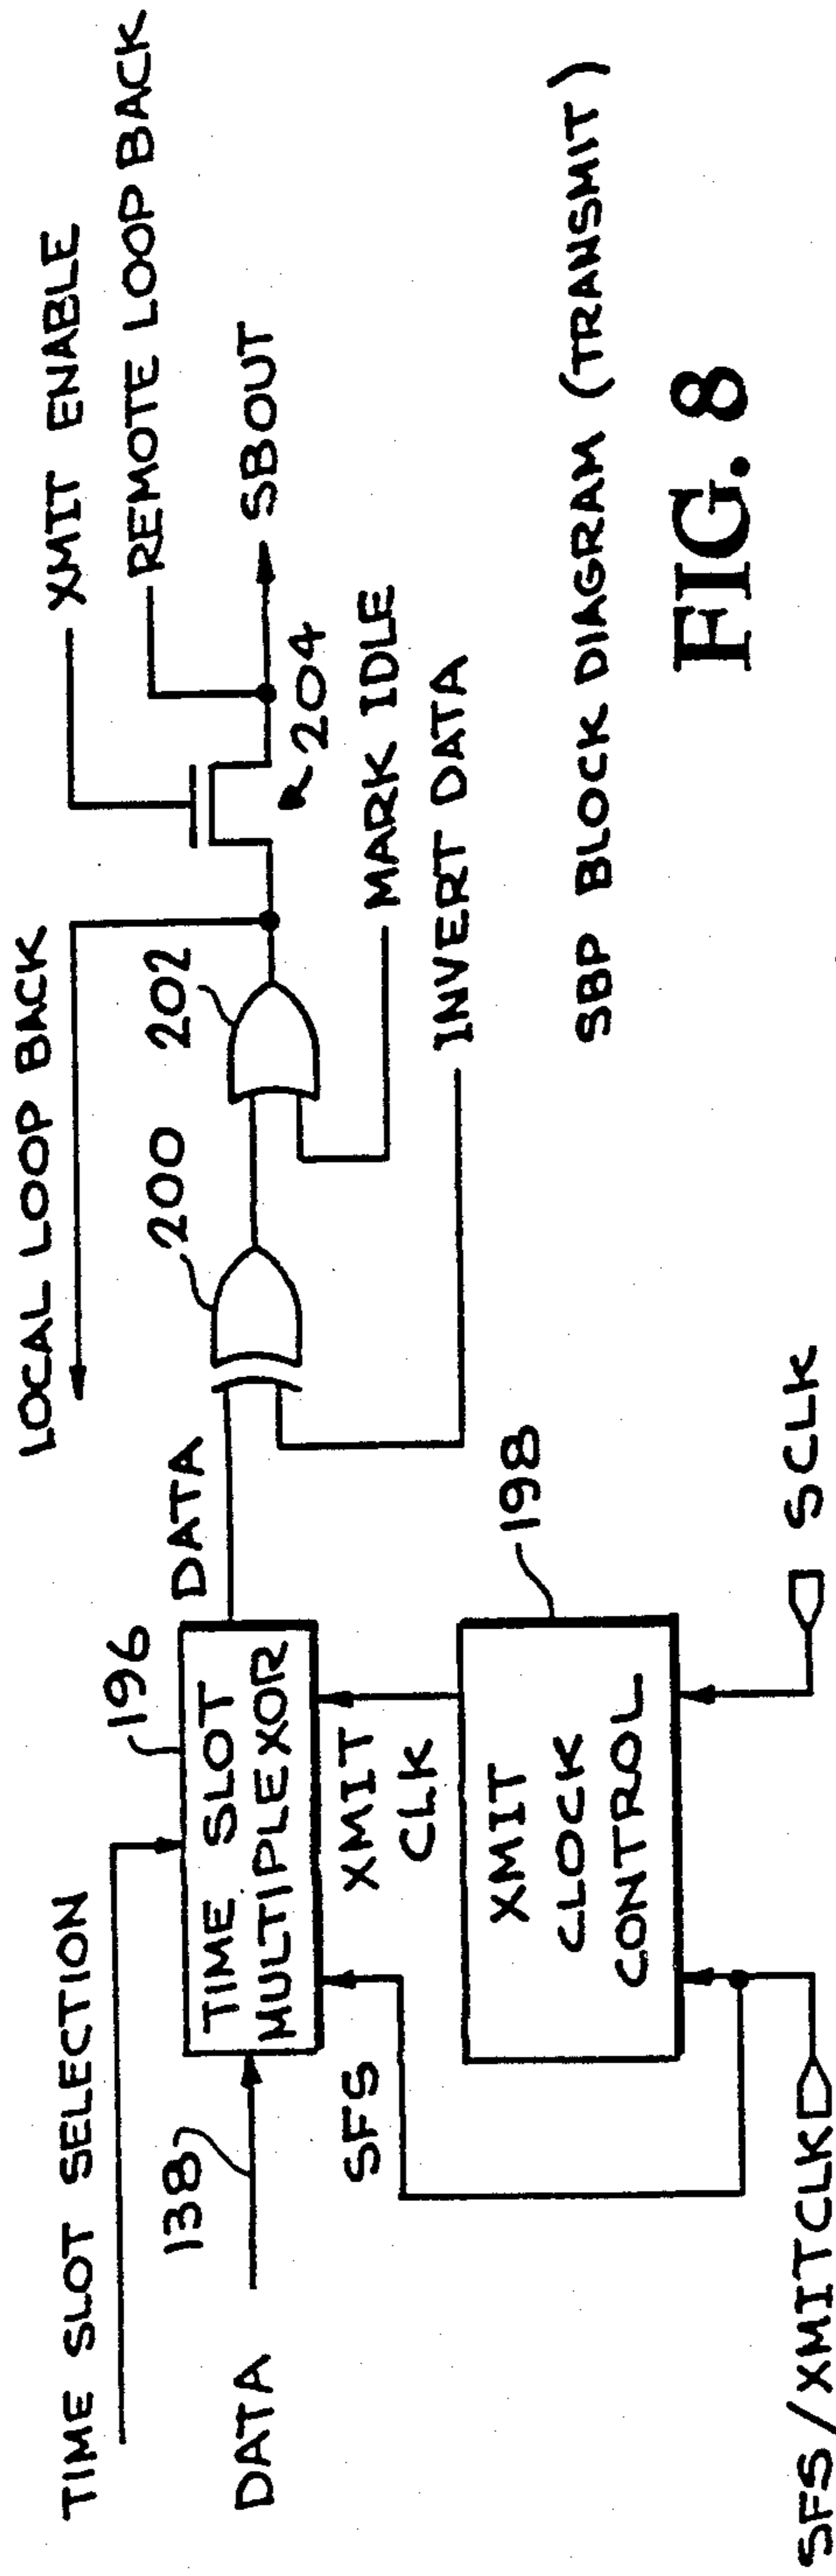 TIME SLOT SELECTION
LOCAL LOOP BACK
XMIT ENABLE
REMOTE LOOP BACK
196
DATA
200
202
138
DATA
TIME SLOT
MULTIPLEXOR
SBOUT
204
SFS
XMIT
CLK
MARK IDLE
INVERT DATA
XMIT
CLOCK
CONTROL
198
SFS/XMITCLK
SCLK
SBP BLOCK DIAGRAM (TRANSMIT)
FIG. 8